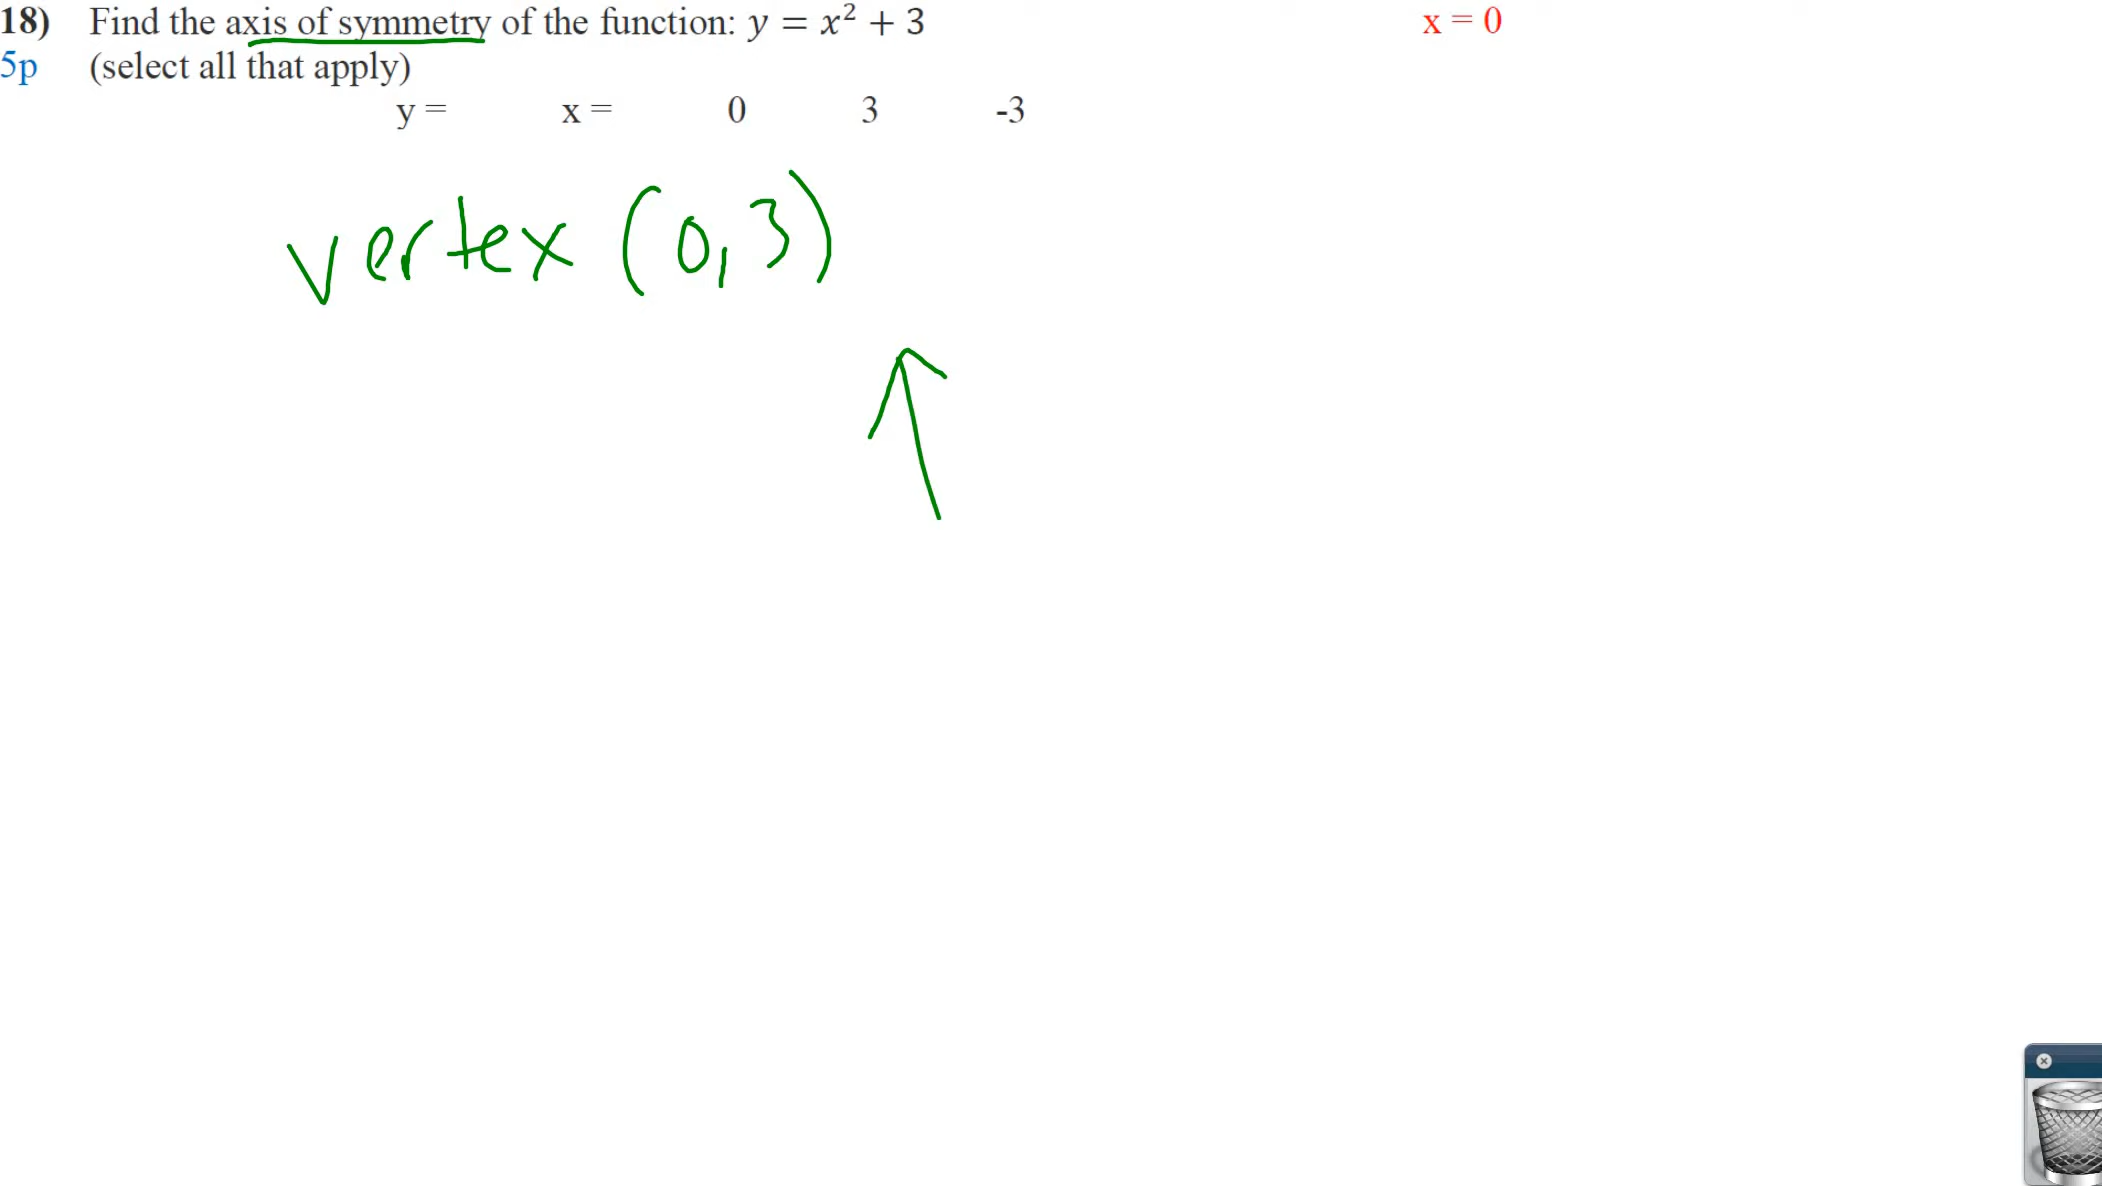 18) Find the axis of symmetry of the function: y = x² + 3 x = 0
5p (select all that apply)
y = x = 0 3 -3
vertex (0,3)